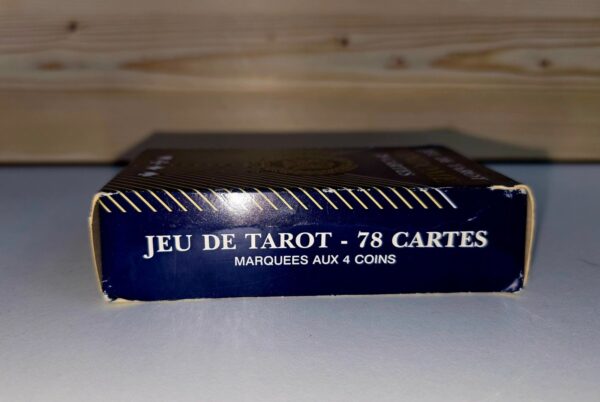 JEU DE TAROT - 78 CARTES
MARQUEES AUX 4 COINS